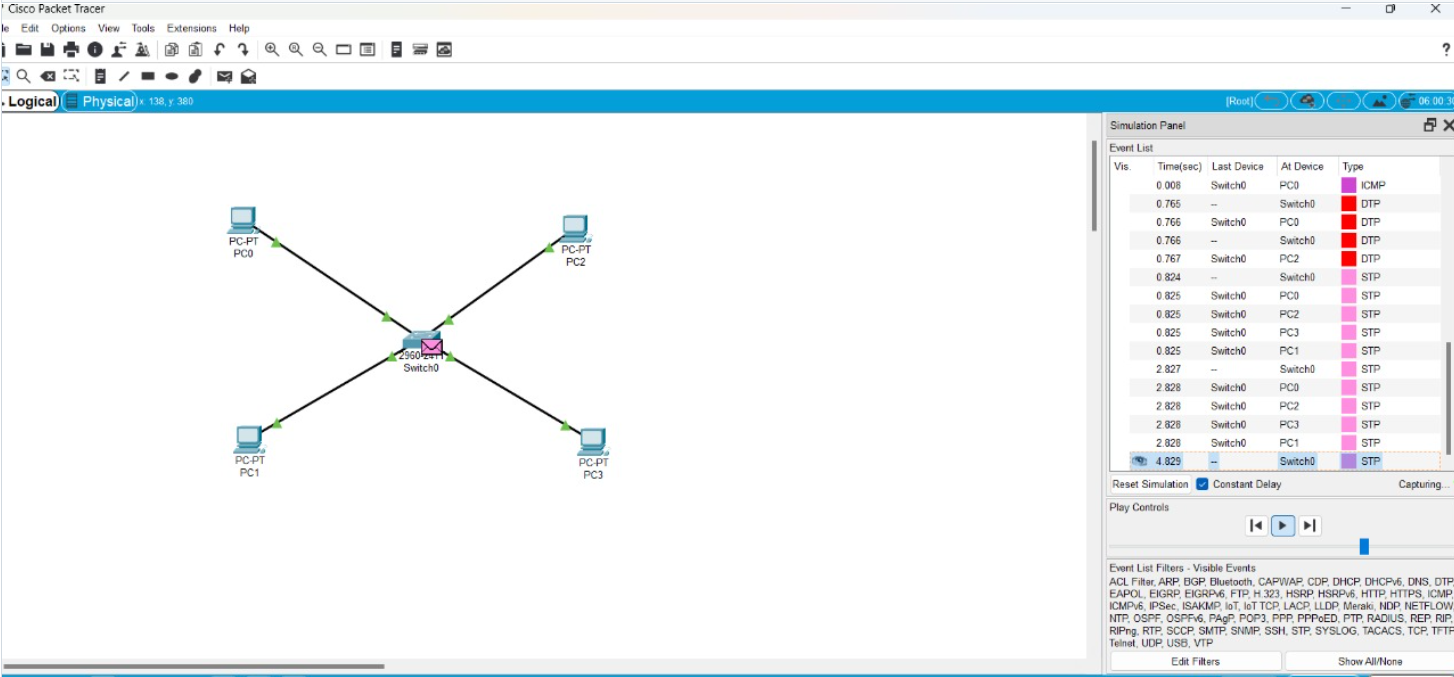 Cisco Packet Tracer
le Edit Options View Tools Extensions Help
?
Logical Physical x: 138, y: 380
[Root] 06:00:30
PC-PT
PC0
PC-PT
PC2
Switch0
PC-PT
PC1
PC-PT
PC3
Simulation Panel
Event List
Vis. Time(sec) Last Device At Device Type
0.008 Switch0 PC0 ICMP
0.765 -- Switch0 DTP
0.766 Switch0 PC0 DTP
0.766 -- Switch0 DTP
0.767 Switch0 PC2 DTP
0.824 -- Switch0 STP
0.825 Switch0 PC0 STP
0.825 Switch0 PC2 STP
0.825 Switch0 PC3 STP
0.825 Switch0 PC1 STP
2.827 -- Switch0 STP
2.828 Switch0 PC0 STP
2.828 Switch0 PC2 STP
2.828 Switch0 PC3 STP
2.828 Switch0 PC1 STP
4.829 -- Switch0 STP
Reset Simulation Constant Delay Capturing...
Play Controls
Event List Filters - Visible Events
ACL Filter, ARP, BGP, Bluetooth, CAPWAP, CDP, DHCP, DHCPv6, DNS, DTP,
EAPOL, EIGRP, EIGRPv6, FTP, H.323, HSRP, HSRPv6, HTTP, HTTPS, ICMP,
ICMPv6, IPSec, ISAKMP, IoT, IoT TCP, LACP, LLDP, Meraki, NDP, NETFLOW,
NTP, OSPF, OSPFv6, PAgP, POP3, PPP, PPPoED, PTP, RADIUS, REP, RIP,
RIPng, RTP, SCCP, SMTP, SNMP, SSH, STP, SYSLOG, TACACS, TCP, TFTP,
Telnet, UDP, USB, VTP
Edit Filters Show All/None